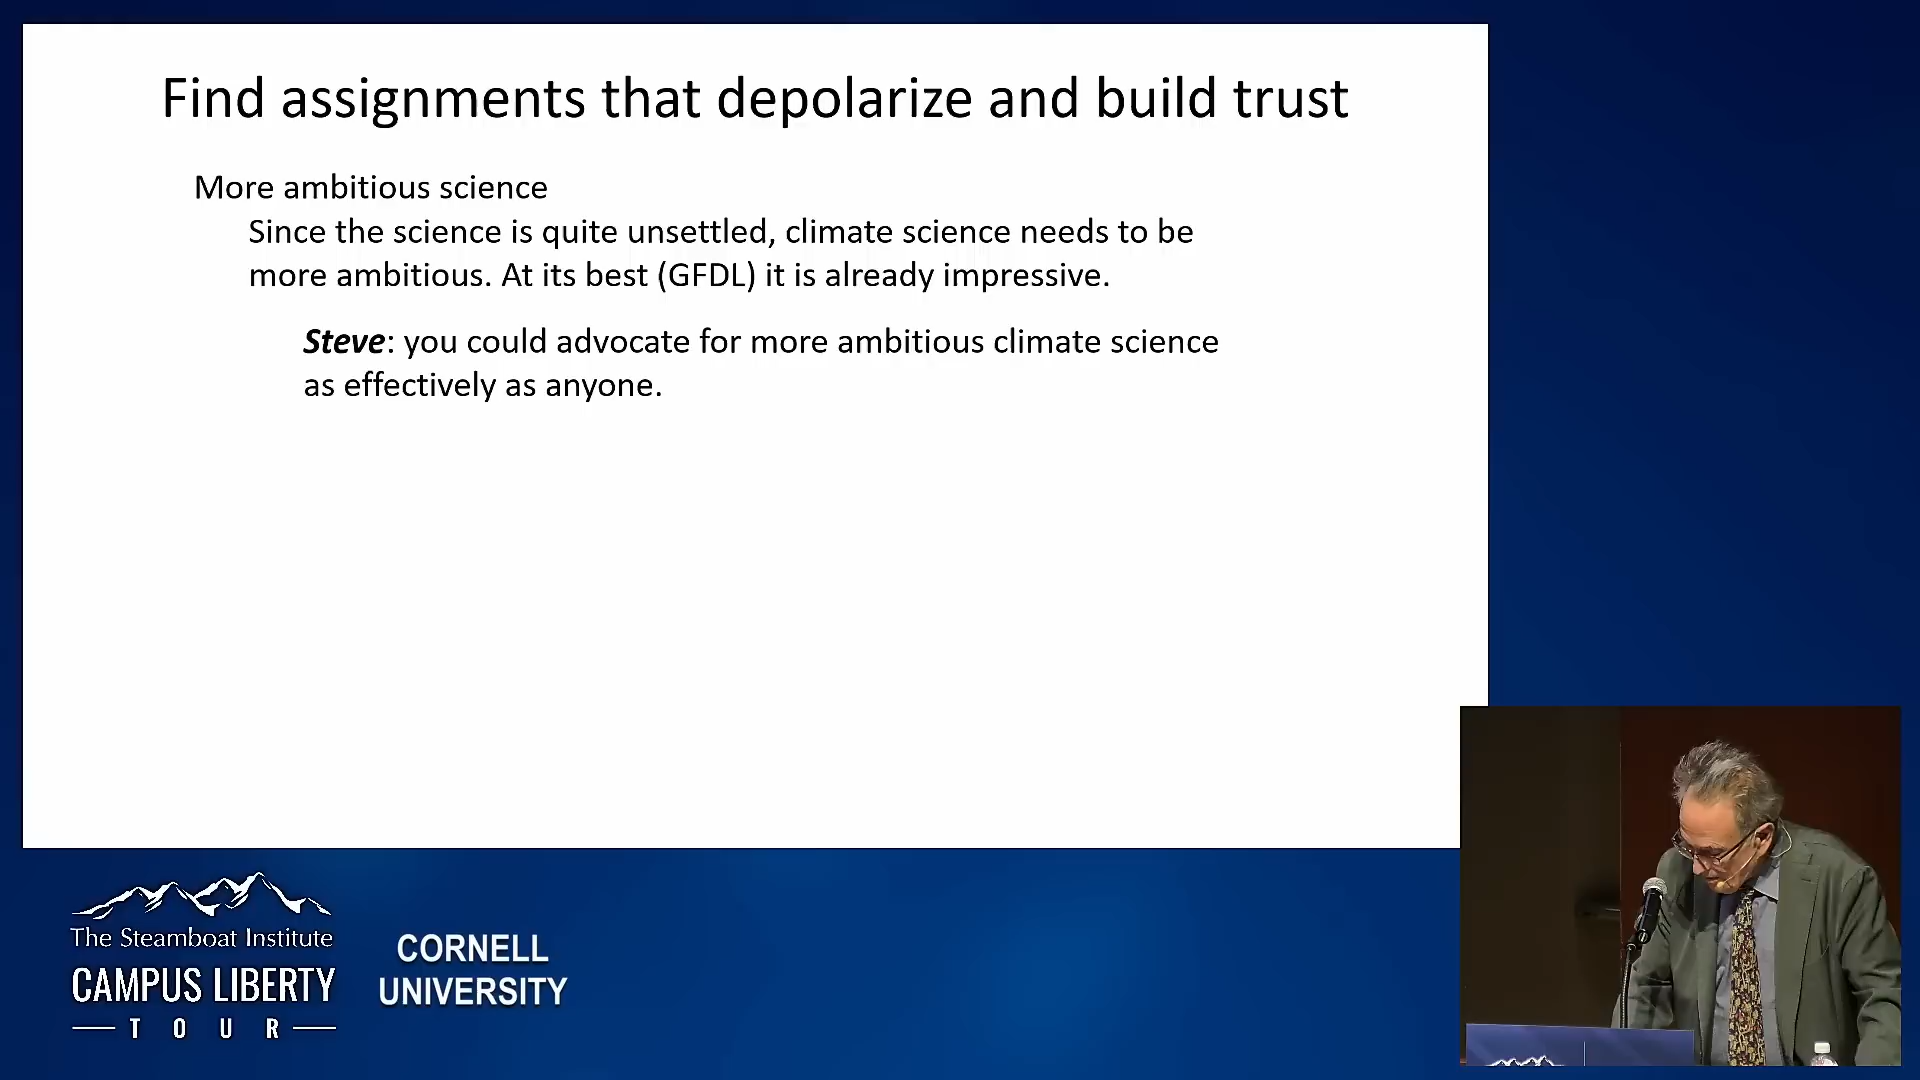 Find assignments that depolarize and build trust
More ambitious science
Since the science is quite unsettled, climate science needs to be
more ambitious. At its best (GFDL) it is already impressive.
Steve: you could advocate for more ambitious climate science
as effectively as anyone.
The Steamboat Institute
CAMPUS LIBERTY
TOUR
CORNELL
UNIVERSITY